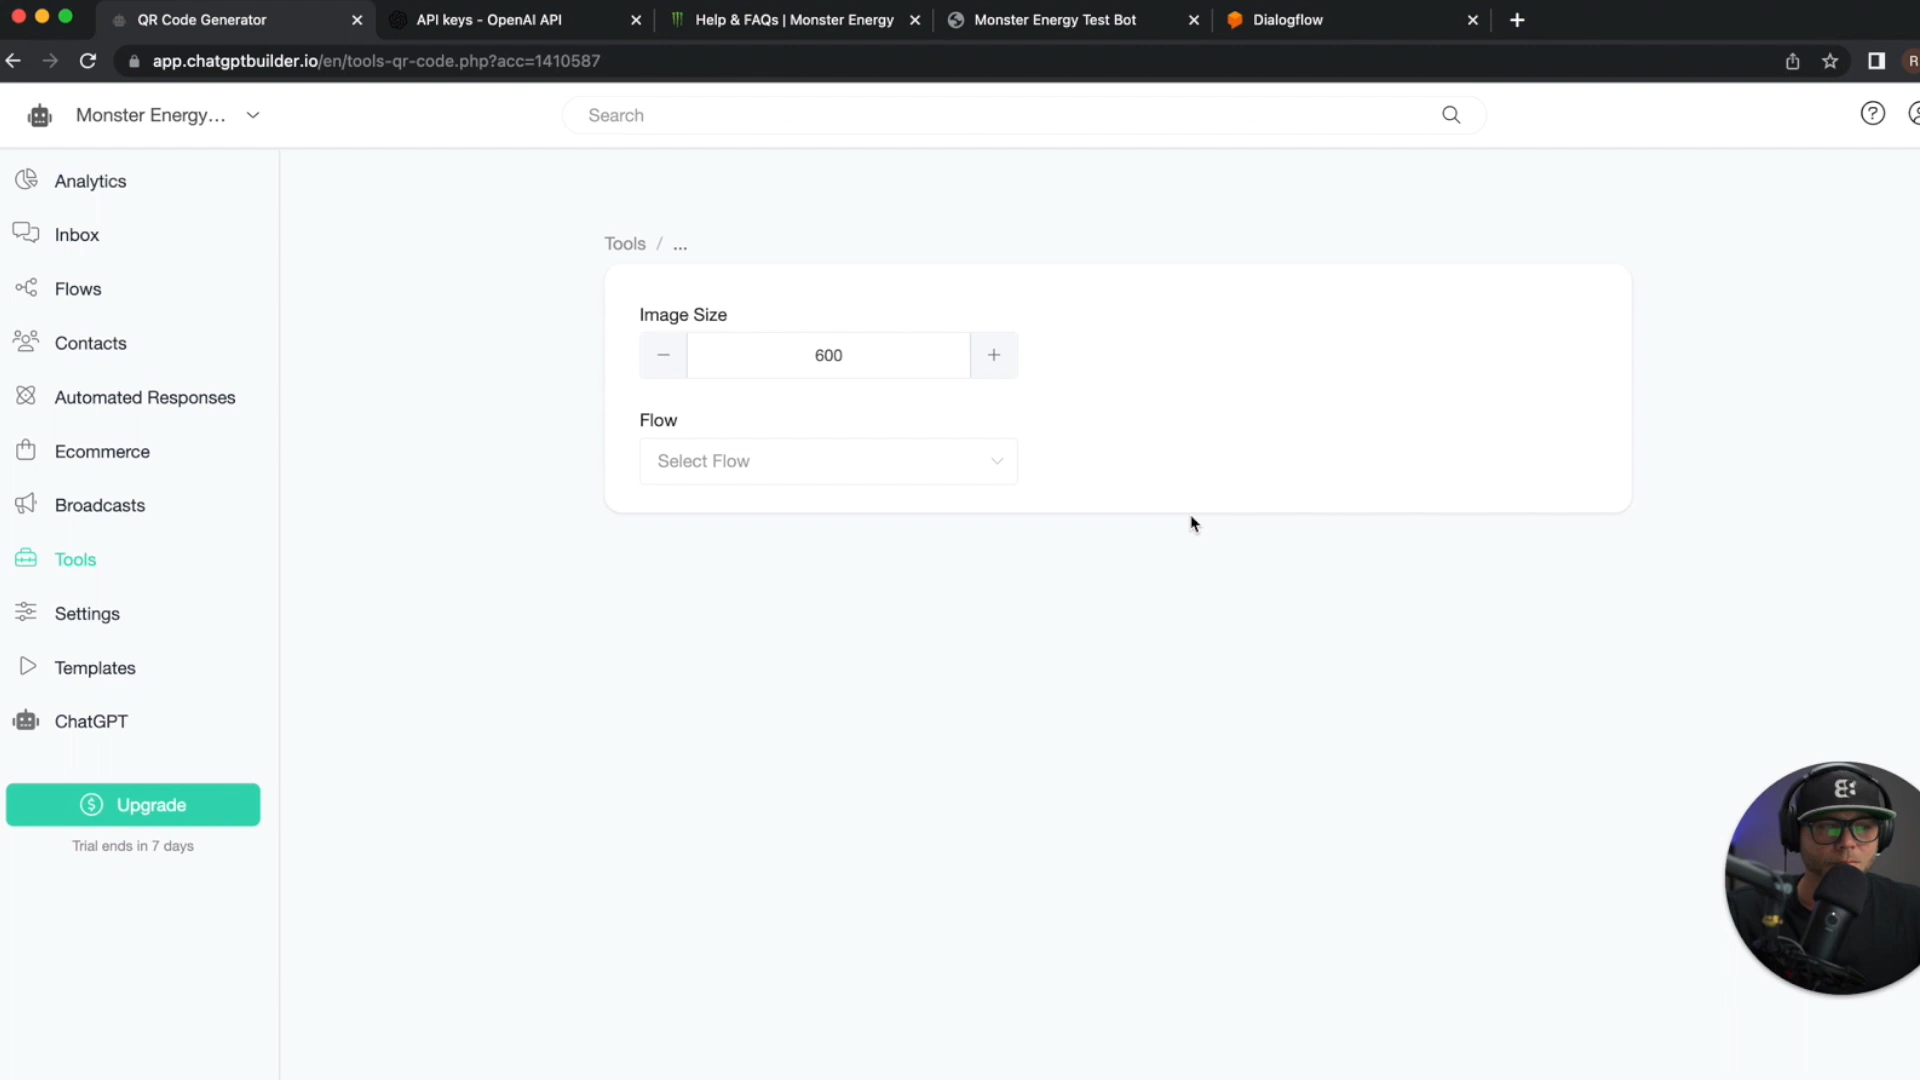 QR Code Generator
API keys - OpenAI API
Help & FAQs | Monster Energy
Monster Energy Test Bot
Dialogflow
app.chatgptbuilder.io/en/tools-qr-code.php?acc=1410587
R
Monster Energy...
Search
Analytics
Inbox
Flows
Contacts
Automated Responses
Ecommerce
Broadcasts
Tools
Settings
Templates
ChatGPT
$ Upgrade
Trial ends in 7 days
Tools / ...
Image Size
600
Flow
Select Flow